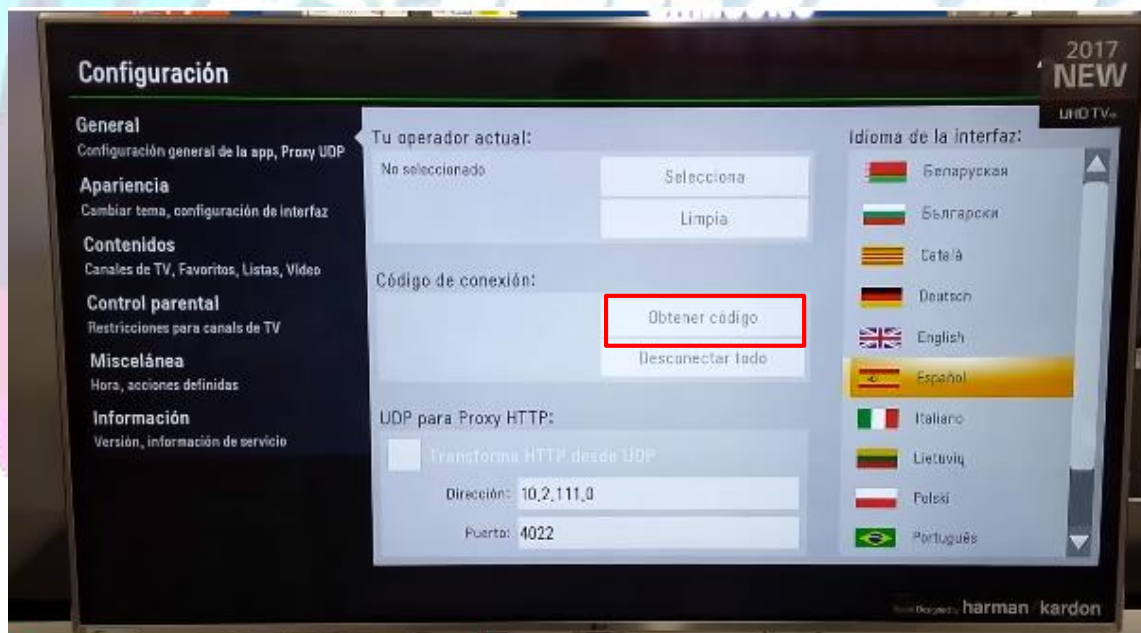 SAMSUNG
2017
NEW
UHD TV
Configuración
General
Configuración general de la app, Proxy UDP
Apariencia
Cambiar tema, configuración de interfaz
Contenidos
Canales de TV, Favoritos, Listas, Vídeo
Control parental
Restricciones para canals de TV
Miscelánea
Hora, acciones definidas
Información
Versión, información de servicio
Tu operador actual:
No seleccionado
Selecciona
Limpia
Código de conexión:
Obtener código
Desconectar todo
UDP para Proxy HTTP:
Transforma HTTP desde UDP
Dirección: 10.2.111.0
Puerto: 4022
Idioma de la interfaz:
Беларуская
Български
Català
Deutsch
English
Español
Italiano
Lietuvių
Polski
Português
harman/kardon